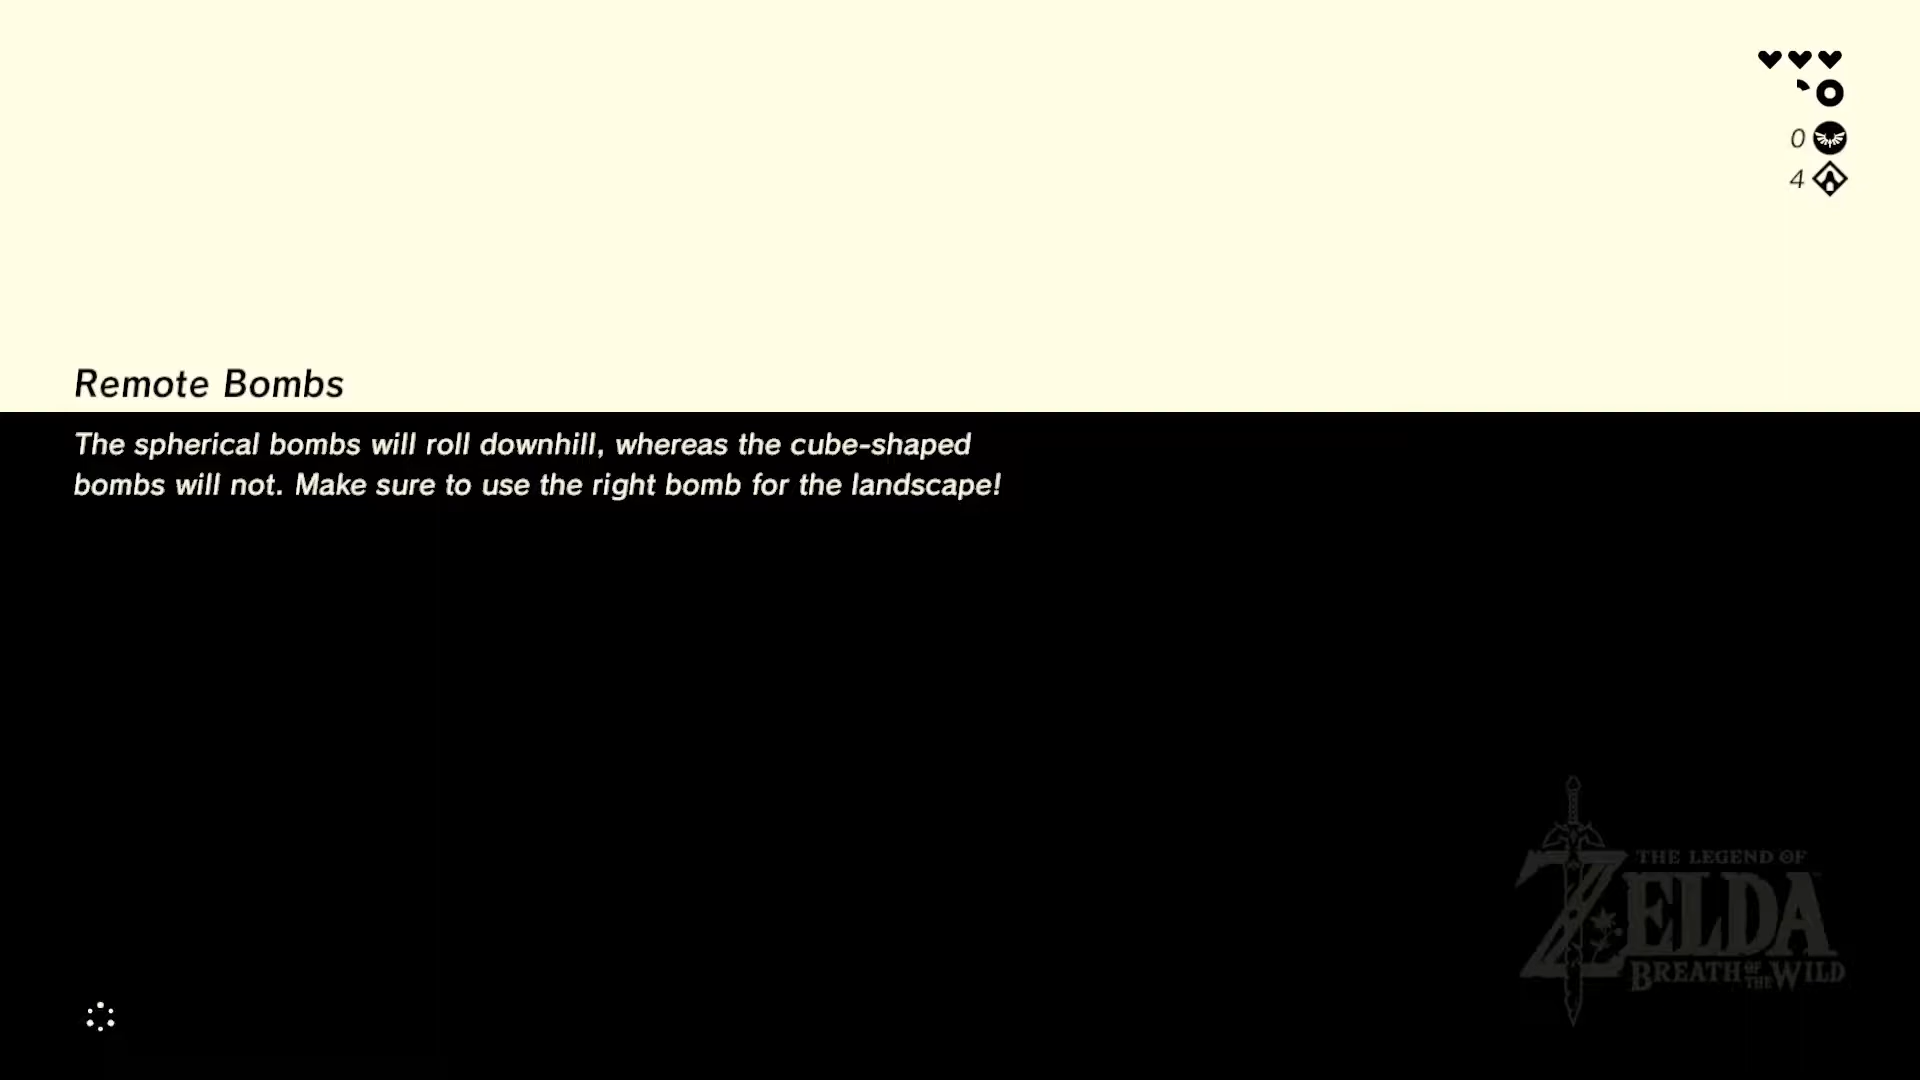 0
4
Remote Bombs
The spherical bombs will roll downhill, whereas the cube-shaped
bombs will not. Make sure to use the right bomb for the landscape!
THE LEGEND OF
ZELDA
BREATH OF THE WILD